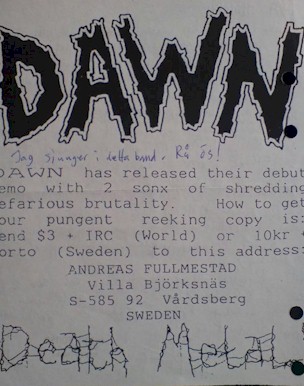 DAWN
Jag sjunger i detta band. Rå ös!
DAWN has released their debut
emo with 2 sonx of shredding
efarious brutality. How to get
our pungent reeking copy is:
end $3 + IRC (World) or 10kr +
orto (Sweden) to this address:
ANDREAS FULLMESTAD
Villa Björksnäs
S-585 92 Vårdsberg
SWEDEN
Death Metal